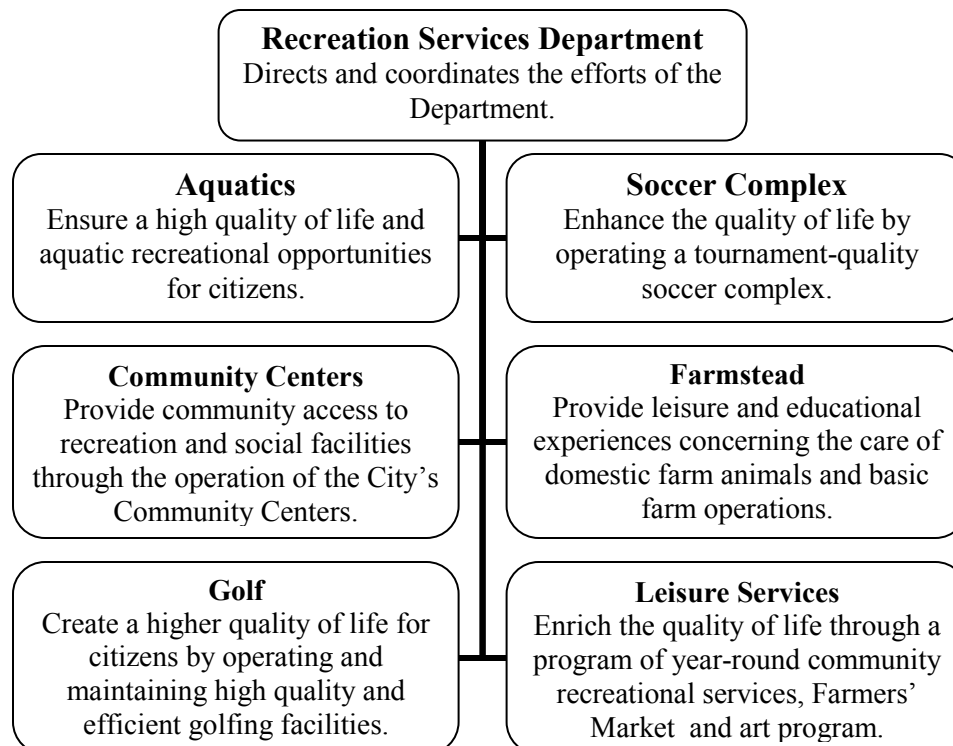 Recreation Services Department
Directs and coordinates the efforts of the
Department.
Aquatics
Ensure a high quality of life and
aquatic recreational opportunities
for citizens.
Soccer Complex
Enhance the quality of life by
operating a tournament-quality
soccer complex.
Community Centers
Provide community access to
recreation and social facilities
through the operation of the City’s
Community Centers.
Farmstead
Provide leisure and educational
experiences concerning the care of
domestic farm animals and basic
farm operations.
Golf
Create a higher quality of life for
citizens by operating and
maintaining high quality and
efficient golfing facilities.
Leisure Services
Enrich the quality of life through a
program of year-round community
recreational services, Farmers’
Market and art program.